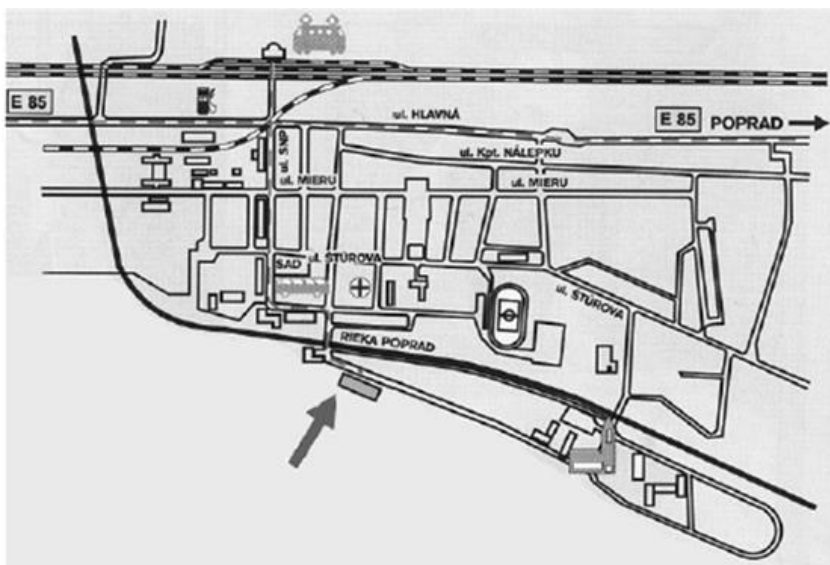 E 85
ul. HLAVNÁ
E 85
POPRAD
ul. SNP
ul. Kpt. NÁLEPKU
ul. MIERU
ul. MIERU
SAD
ul. ŠTÚROVA
ul. ŠTÚROVA
RIEKA POPRAD